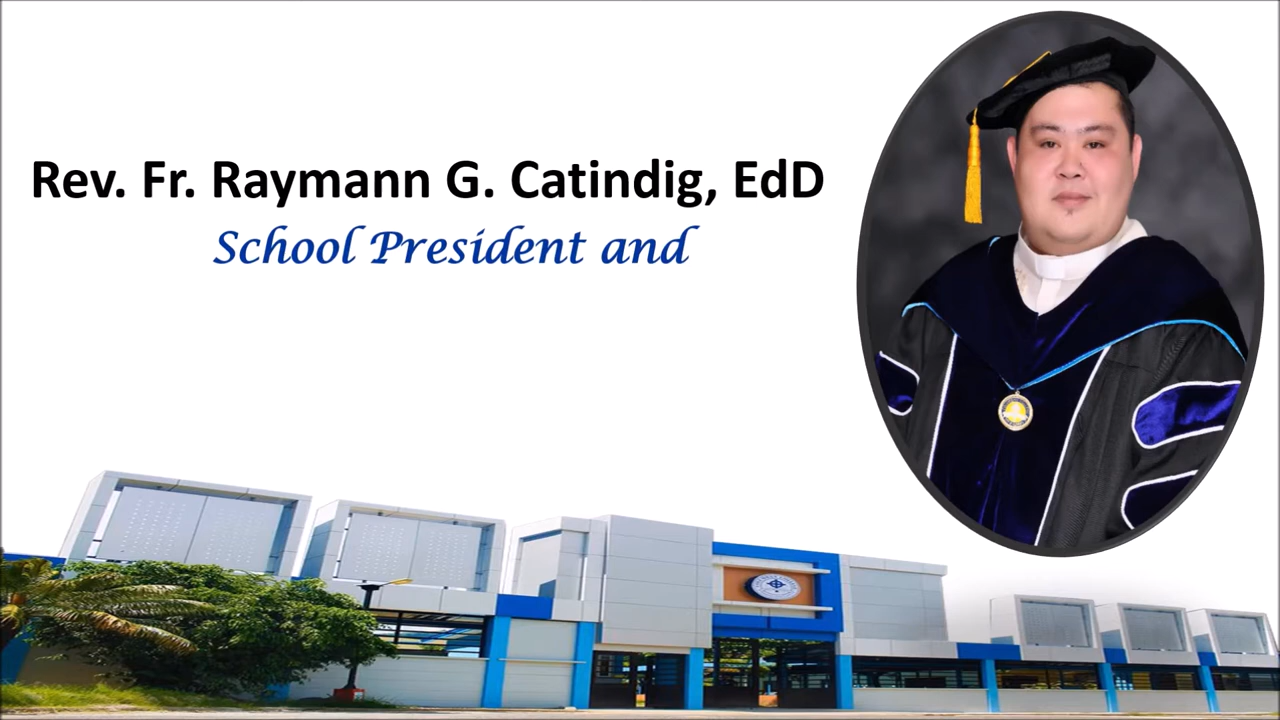 Rev. Fr. Raymann G. Catindig, EdD
School President and